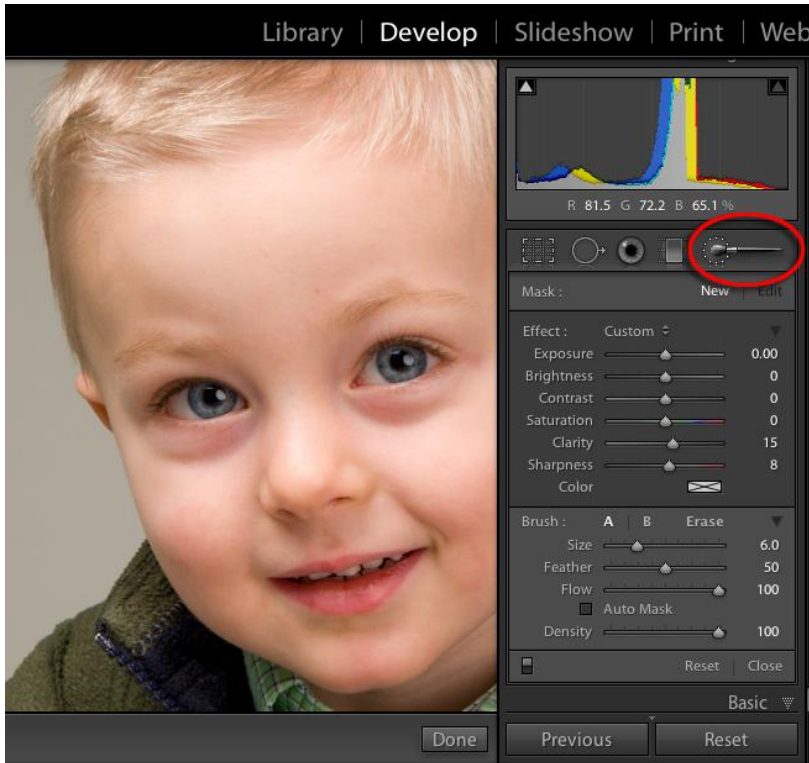 Library | Develop | Slideshow | Print | Web
R 81.5 G 72.2 B 65.1 %
Mask : New | Edit
Effect : Custom
Exposure 0.00
Brightness 0
Contrast 0
Saturation 0
Clarity 15
Sharpness 8
Color
Brush : A | B Erase
Size 6.0
Feather 50
Flow 100
Auto Mask
Density 100
Reset | Close
Basic
Done Previous Reset